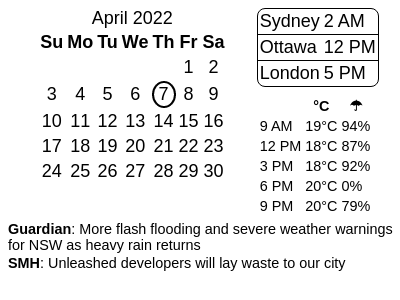 April 2022
Su Mo Tu We Th Fr Sa
1 2
3 4 5 6 7 8 9
10 11 12 13 14 15 16
17 18 19 20 21 22 23
24 25 26 27 28 29 30
Sydney 2 AM
Ottawa 12 PM
London 5 PM
°C ☂
9 AM 19°C 94%
12 PM 18°C 87%
3 PM 18°C 92%
6 PM 20°C 0%
9 PM 20°C 79%
Guardian: More flash flooding and severe weather warnings
for NSW as heavy rain returns
SMH: Unleashed developers will lay waste to our city